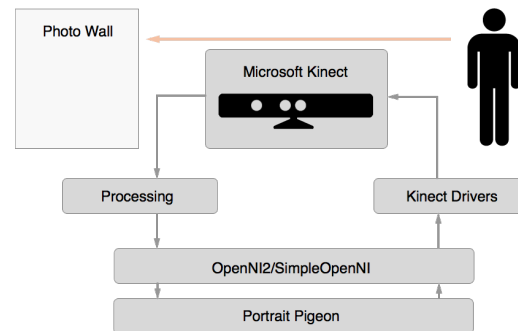 Photo Wall
Microsoft Kinect
Processing
Kinect Drivers
OpenNI2/SimpleOpenNI
Portrait Pigeon